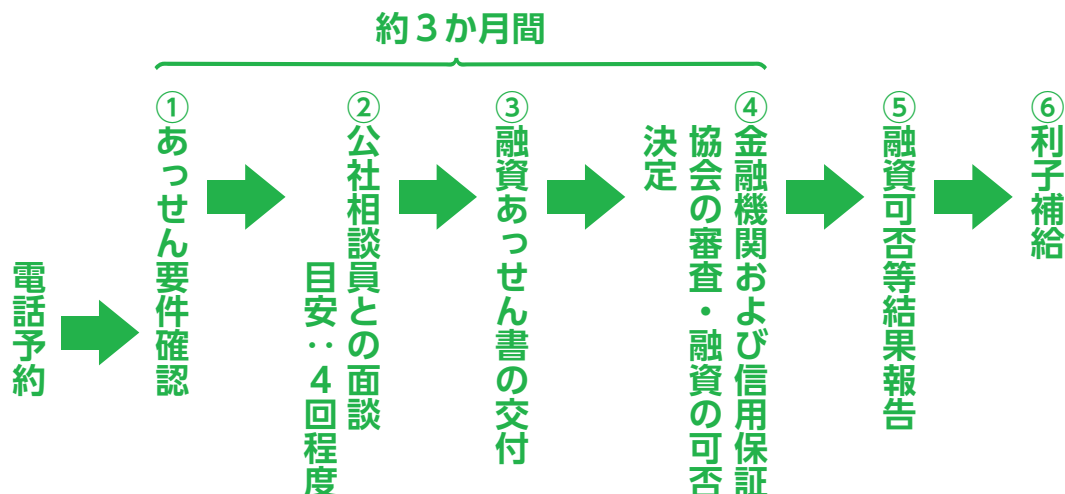 約3か月間
電話予約
①あっせん要件確認
②公社相談員との面談
目安：4回程度
③融資あっせん書の交付
④金融機関および信用保証
協会の審査・融資の可否
決定
⑤融資可否等結果報告
⑥利子補給